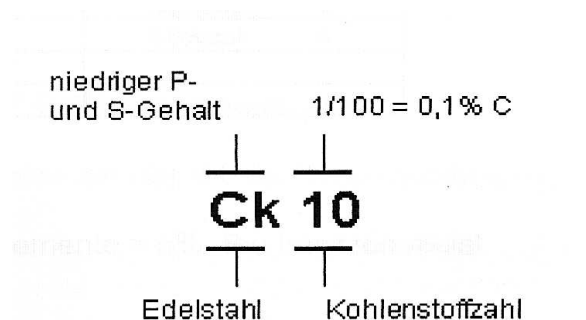 niedriger P-
und S-Gehalt
1/100 = 0,1% C
Ck 10
Edelstahl
Kohlenstoffzahl